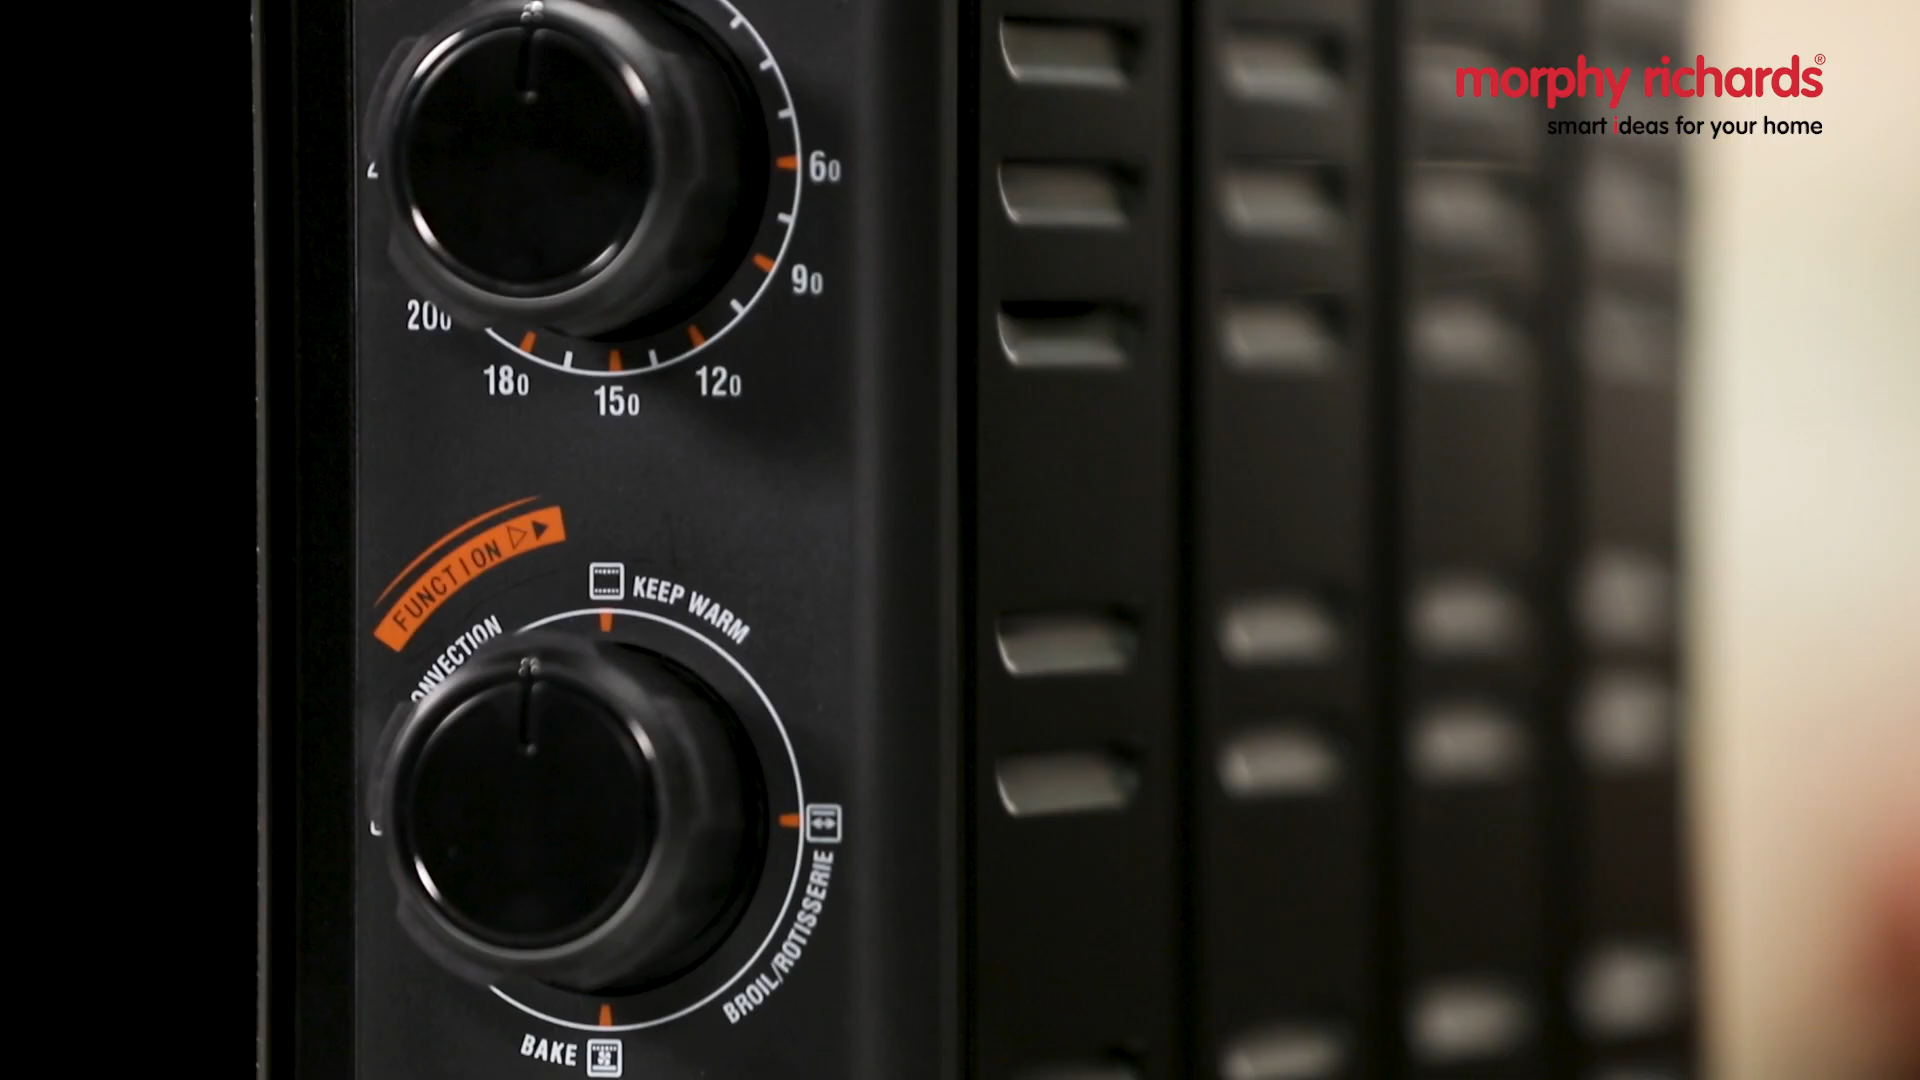 morphy richards®
smart ideas for your home
60
90
120
150
180
200
FUNCTION
KEEP WARM
BROIL/ROTISSERIE
BAKE